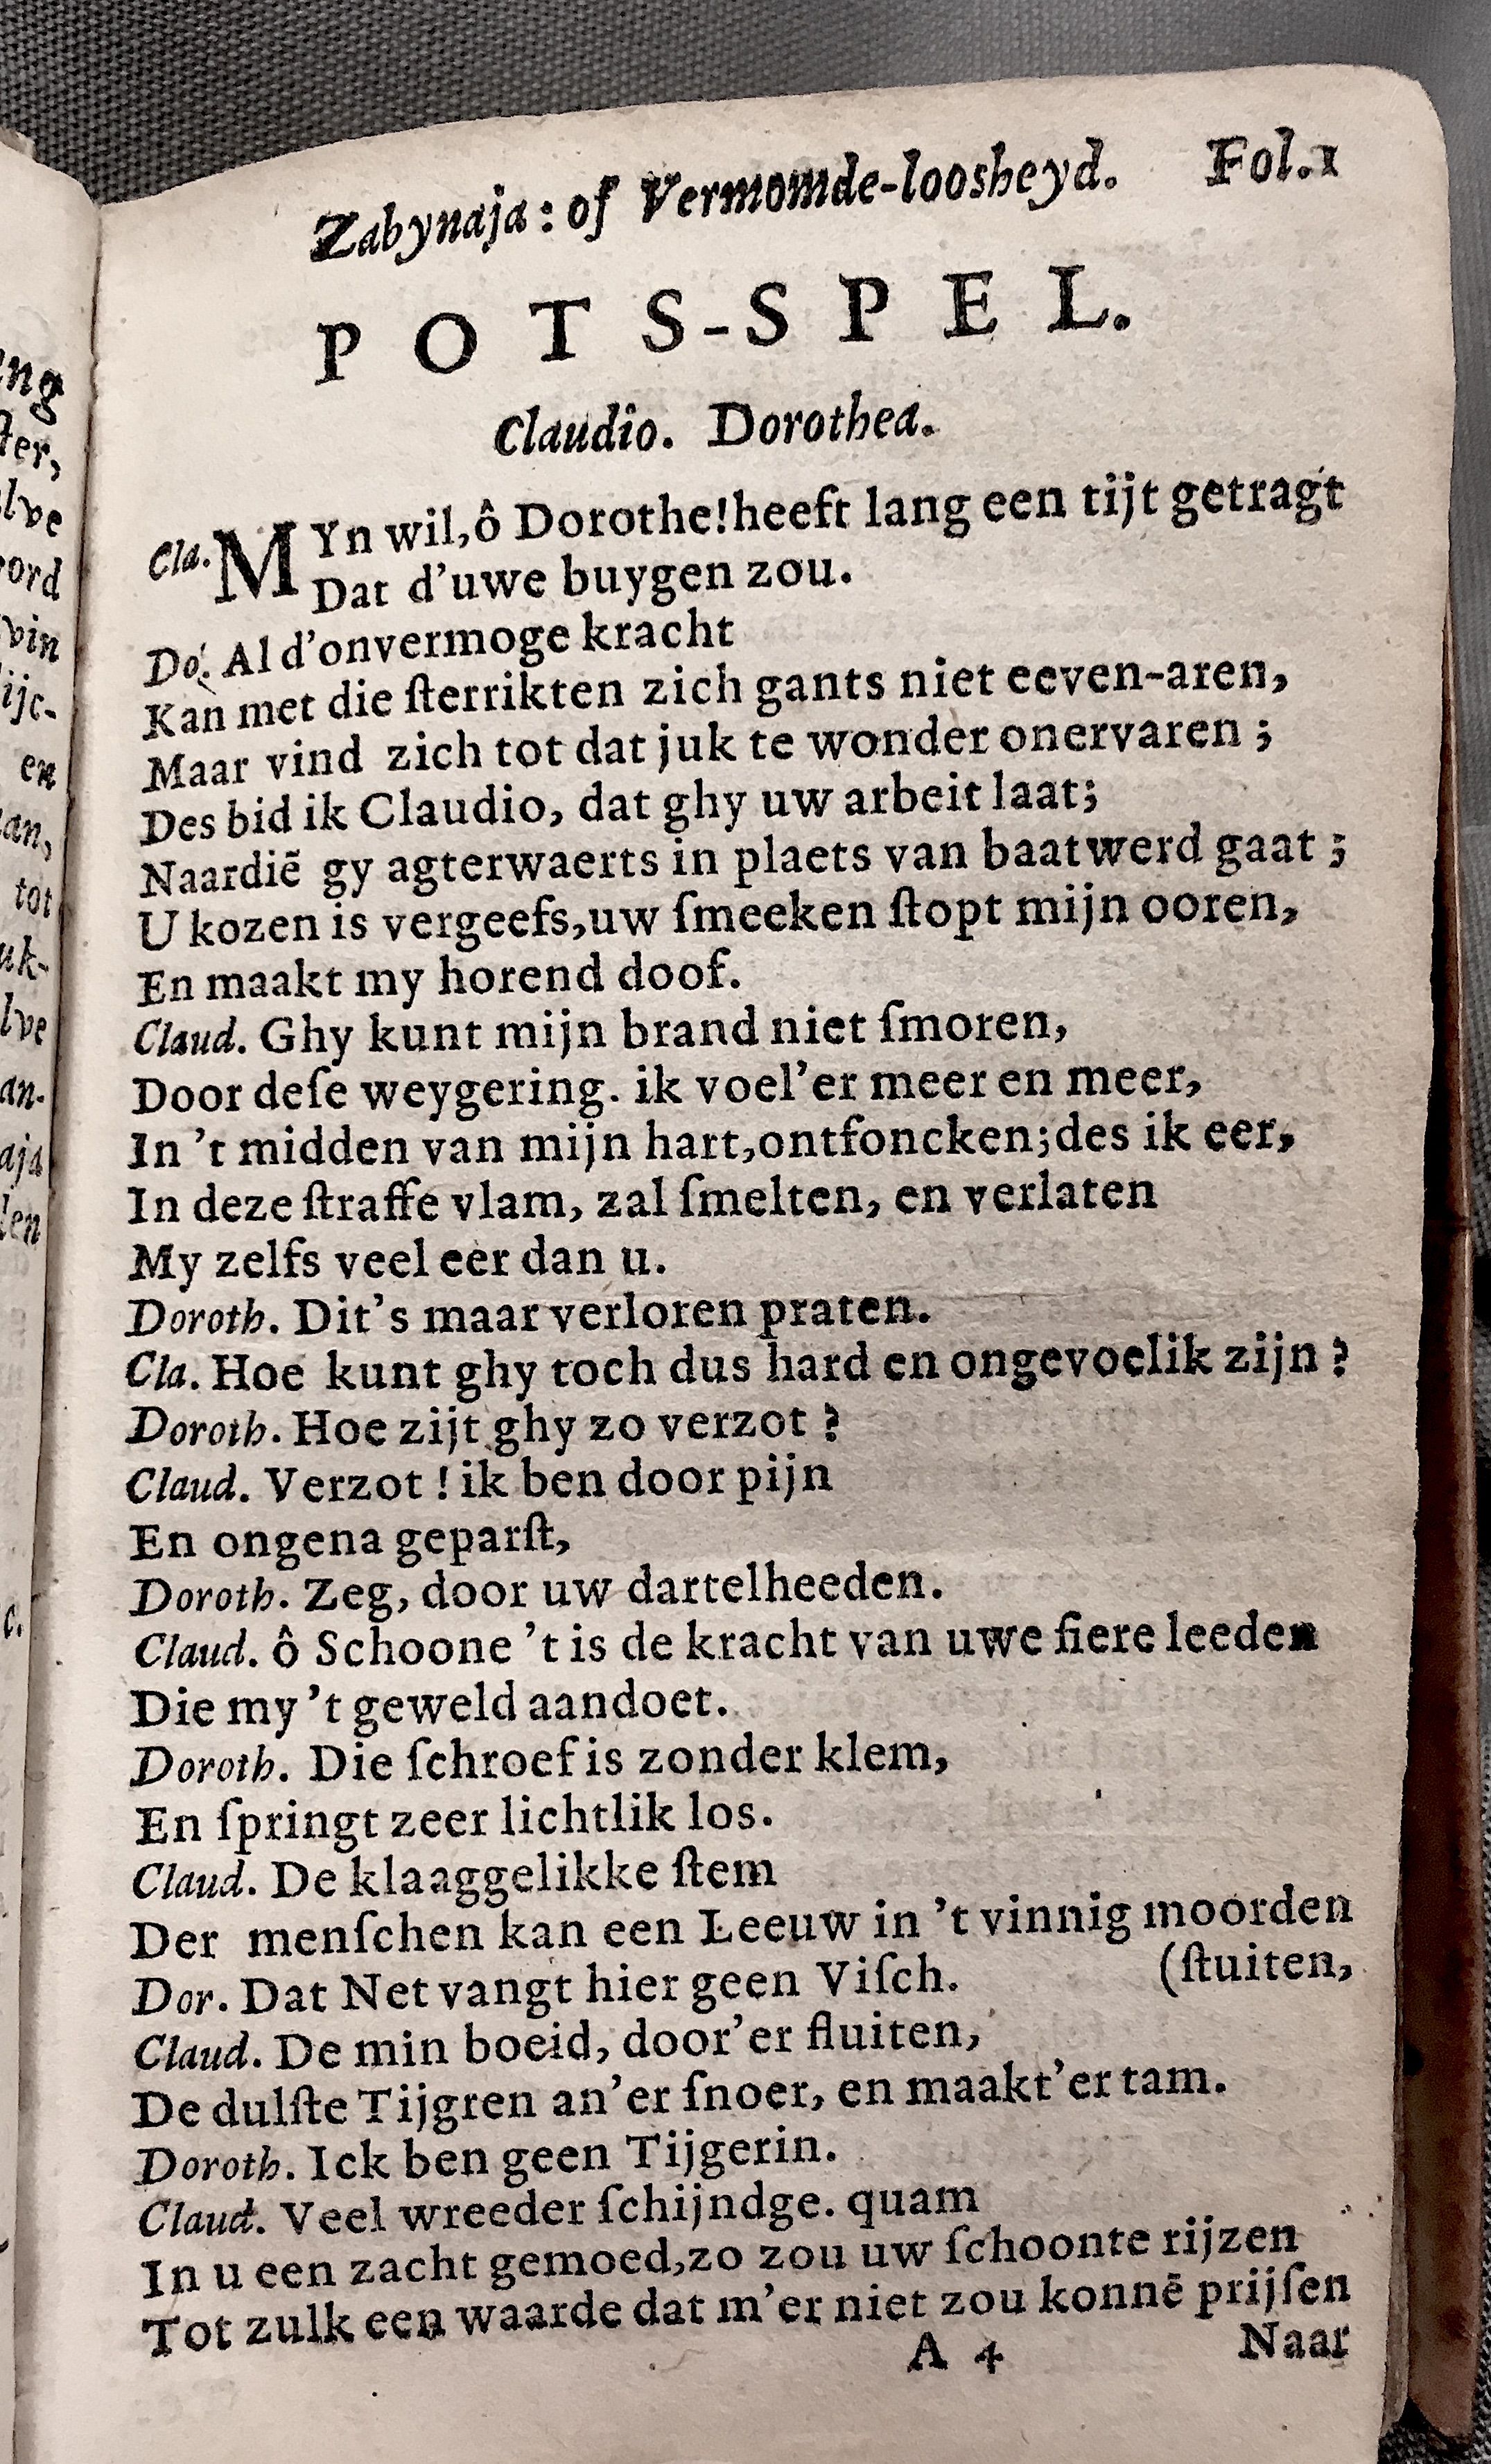 Zabynaja: of Vermomde-loosheyd. Fol.1
POTS-SPEL.
Claudio. Dorothea.
Cla. MYn wil, ô Dorothe! heeft lang een tijt getragt
Dat d'uwe buygen zou.
Do. Al d'onvermoge kracht
Kan met die ſterrikten zich gants niet eeven-aren,
Maar vind zich tot dat juk te wonder onervaren;
Des bid ik Claudio, dat ghy uw arbeit laat;
Naardiē gy agterwaerts in plaets van baatwerd gaat;
U kozen is vergeefs, uw ſmeeken ſtopt mijn ooren,
En maakt my horend doof.
Claud. Ghy kunt mijn brand niet ſmoren,
Door deſe weygering. ik voel'er meer en meer,
In 't midden van mijn hart, ontfoncken; des ik eer,
In deze ſtraffe vlam, zal ſmelten, en verlaten
My zelfs veel eer dan u.
Doroth. Dit's maar verloren praten.
Cla. Hoe kunt ghy toch dus hard en ongevoelik zijn?
Doroth. Hoe zijt ghy zo verzot?
Claud. Verzot! ik ben door pijn
En ongena geparſt,
Doroth. Zeg, door uw dartelheeden.
Claud. ô Schoone 't is de kracht van uwe fiere leeden
Die my 't geweld aandoet.
Doroth. Die ſchroef is zonder klem,
En ſpringt zeer lichtlik los.
Claud. De klaaggelikke ſtem
Der menſchen kan een Leeuw in 't vinnig moorden
Dor. Dat Net vangt hier geen Viſch. (ſtuiten,
Claud. De min boeid, door'er fluiten,
De dulſte Tijgren an'er ſnoer, en maakt'er tam.
Doroth. Ick ben geen Tijgerin.
Claud. Veel wreeder ſchijndge. quam
In u een zacht gemoed, zo zou uw ſchoonte rijzen
Tot zulk een waarde dat m'er niet zou konnē prijſen
A 4 Naar